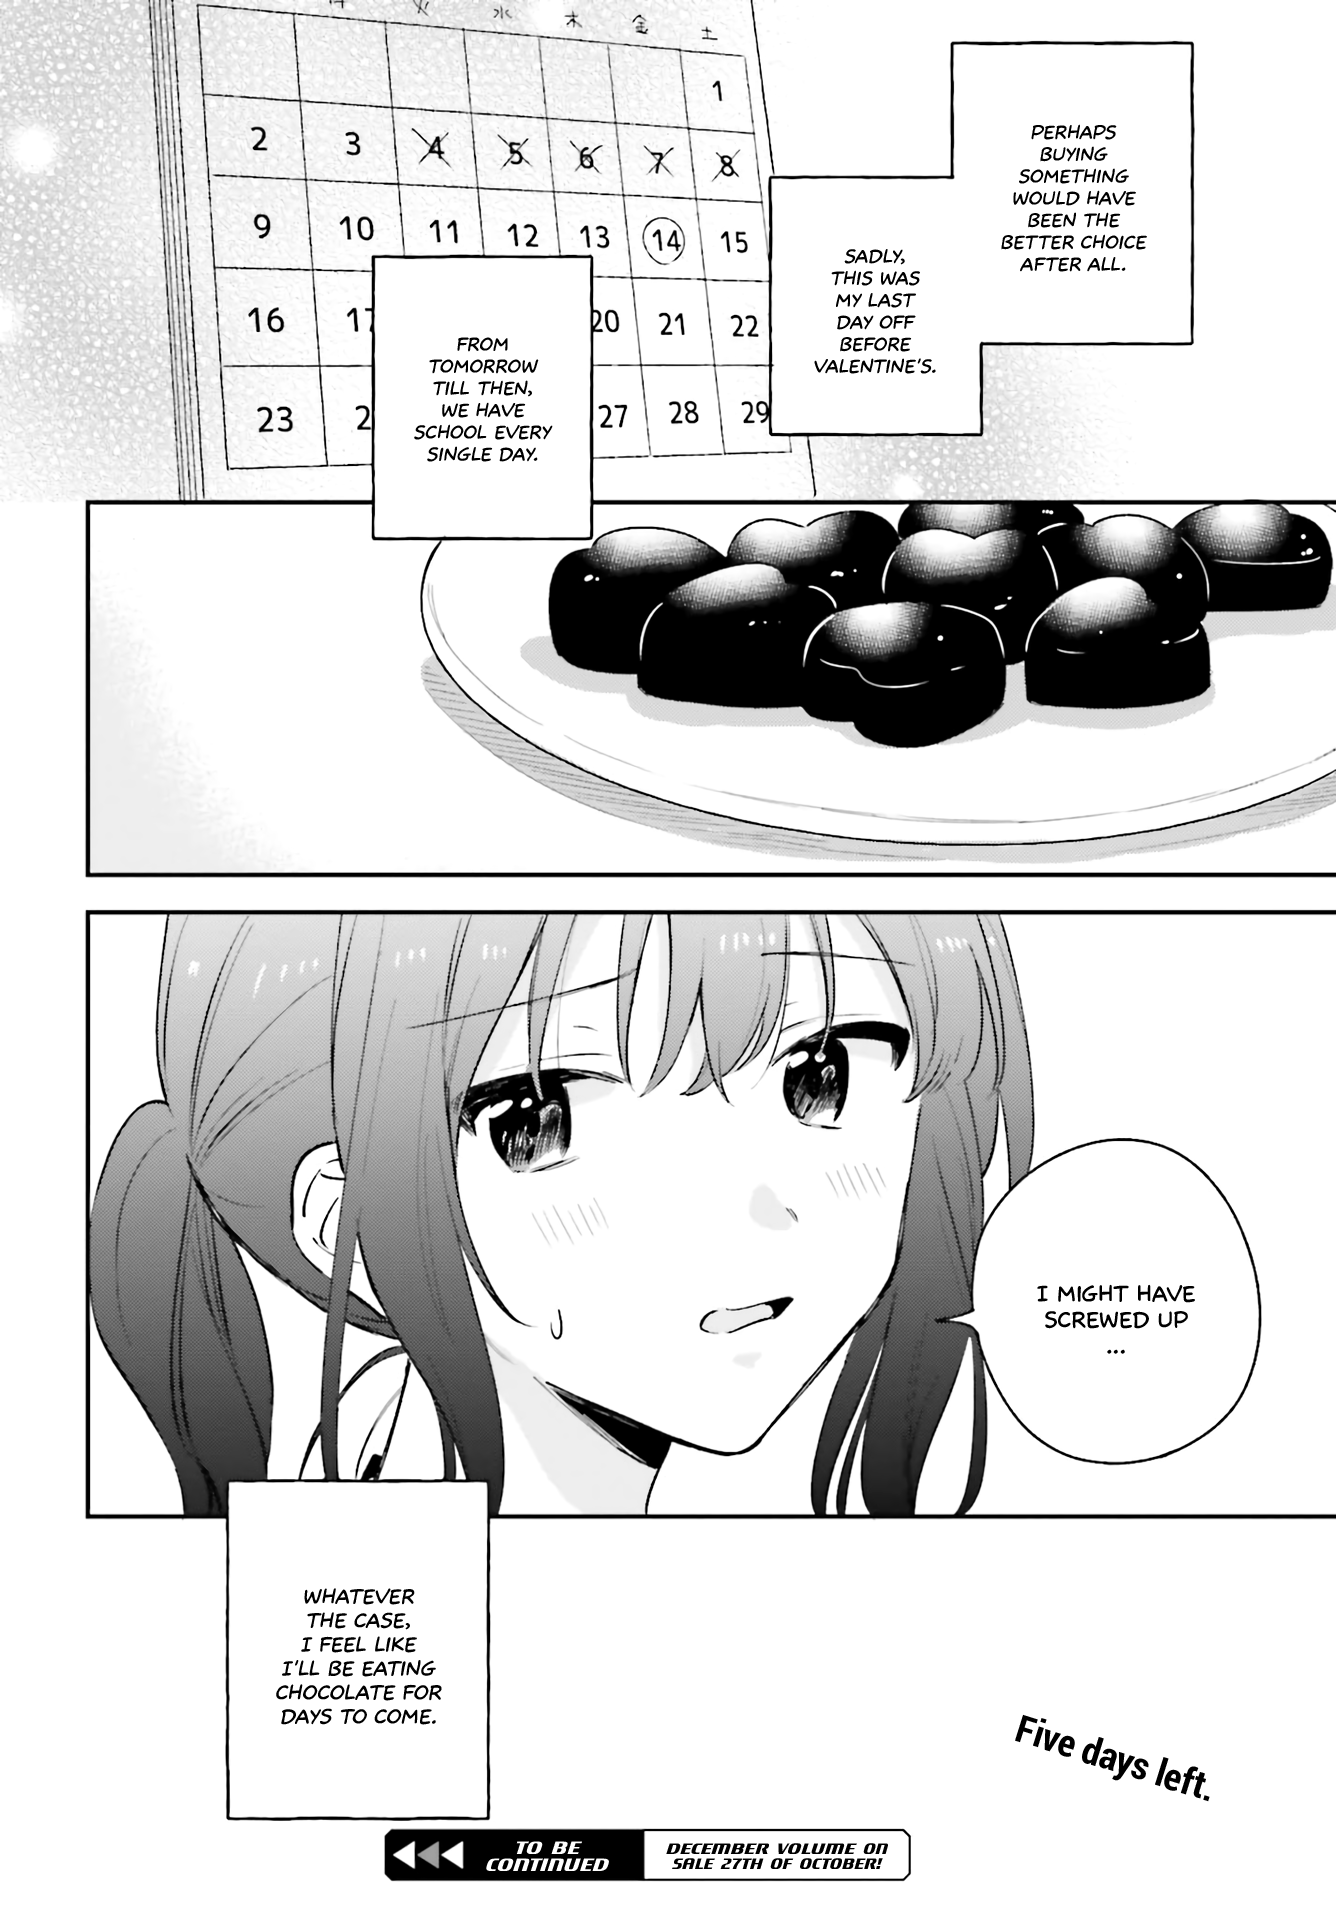 月 火 水 木 金 土
1
2 3 4 5 6 7 8
9 10 11 12 13 14 15
16 17 20 21 22
23 2 27 28 29
PERHAPS
BUYING
SOMETHING
WOULD HAVE
BEEN THE
BETTER CHOICE
AFTER ALL.
SADLY,
THIS WAS
MY LAST
DAY OFF
BEFORE
VALENTINE'S.
FROM
TOMORROW
TILL THEN,
WE HAVE
SCHOOL EVERY
SINGLE DAY.
I MIGHT HAVE
SCREWED UP
...
WHATEVER
THE CASE,
I FEEL LIKE
I'LL BE EATING
CHOCOLATE FOR
DAYS TO COME.
Five days left.
TO BE
CONTINUED
DECEMBER VOLUME ON
SALE 27TH OF OCTOBER!